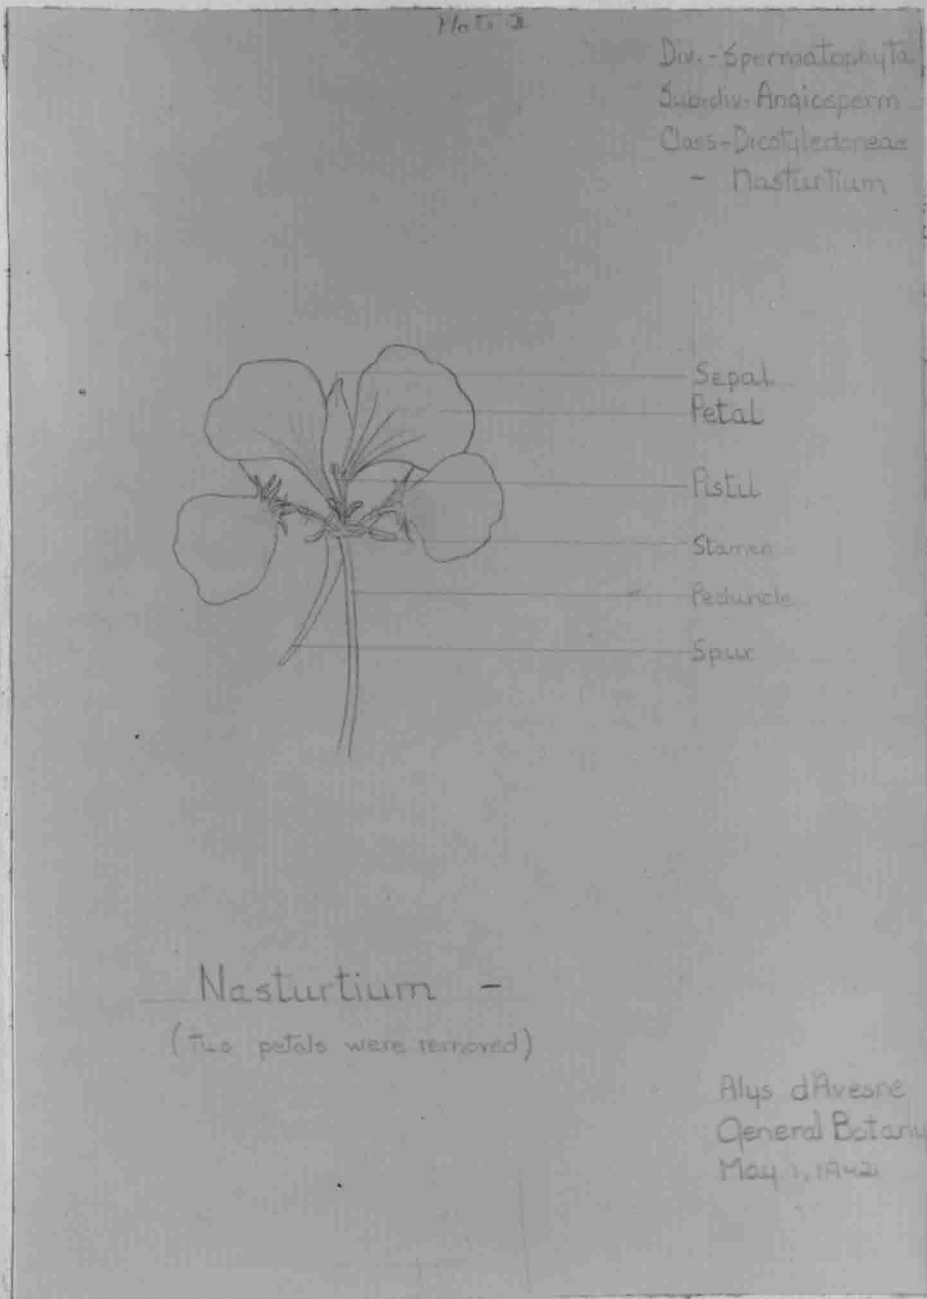 Plate
Div.-Spermatophyta
Sub-div. Angiosperm
Class-Dicotyledoneae
- Nasturtium
Sepal
Petal
Pistil
Stamen
Peduncle
Spur
Nasturtium -
(Two petals were removed)
Alys d'Avesne
General Botany
May 1, 1942